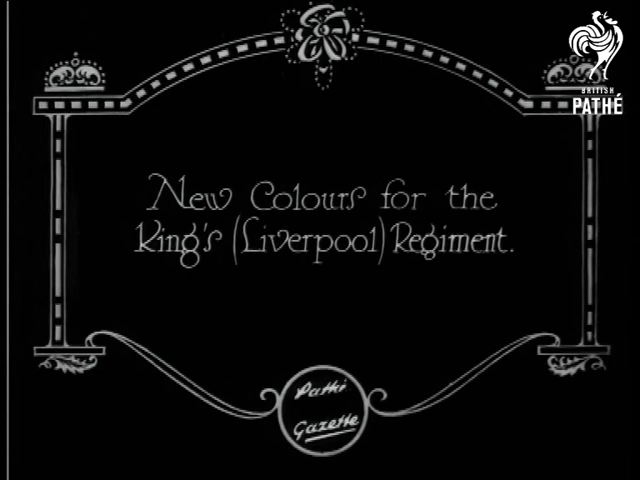 BRITISH
PATHÉ
New Colours for the
King's (Liverpool) Regiment.
Pathé
Gazette